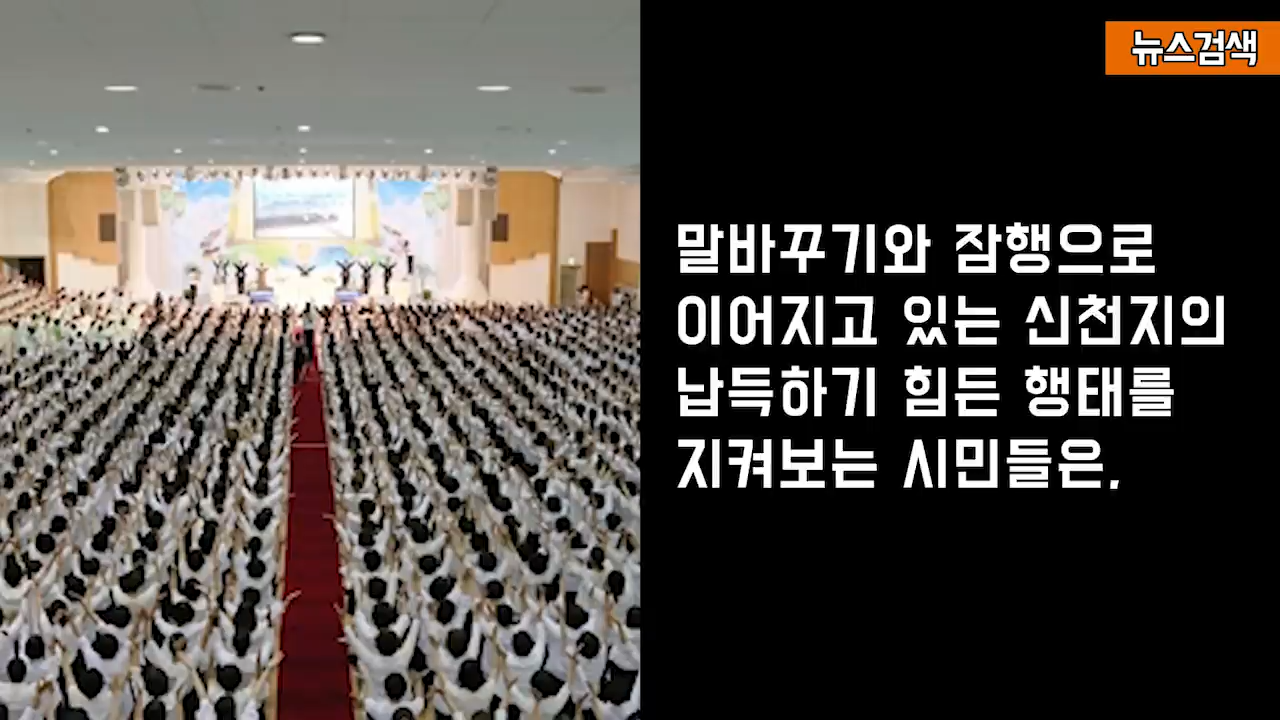 뉴스검색
말바꾸기와 잠행으로
이어지고 있는 신천지의
납득하기 힘든 행태를
지켜보는 시민들은,